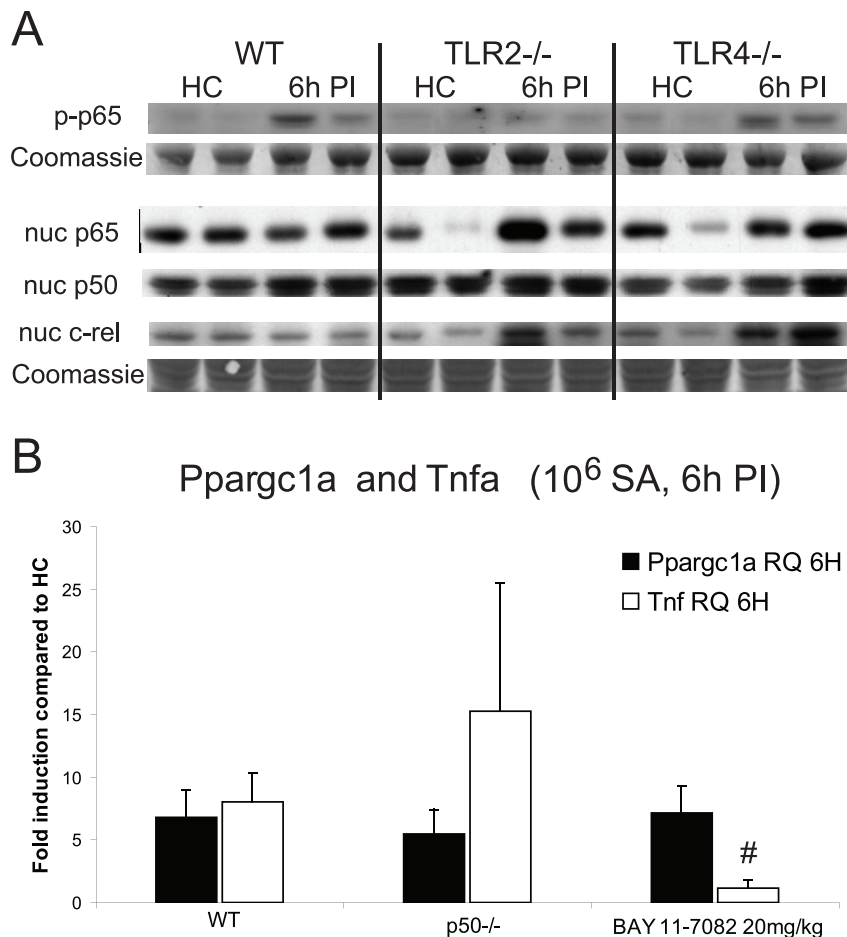 A
WT TLR2-/- TLR4-/-
HC 6h PI HC 6h PI HC 6h PI
p-p65
Coomassie
nuc p65
nuc p50
nuc c-rel
Coomassie
B
Ppargc1a and Tnfa (10⁶ SA, 6h PI)
Fold induction compared to HC
30
25
20
15
10
5
0
Ppargc1a RQ 6H
Tnf RQ 6H
#
WT p50-/- BAY 11-7082 20mg/kg